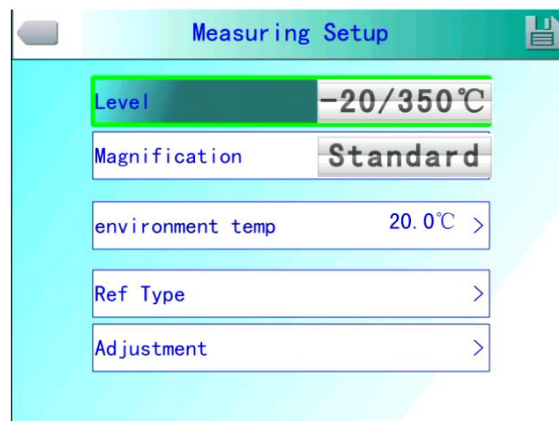 Measuring Setup
Level -20/350℃
Magnification Standard
environment temp 20.0℃ >
Ref Type >
Adjustment >